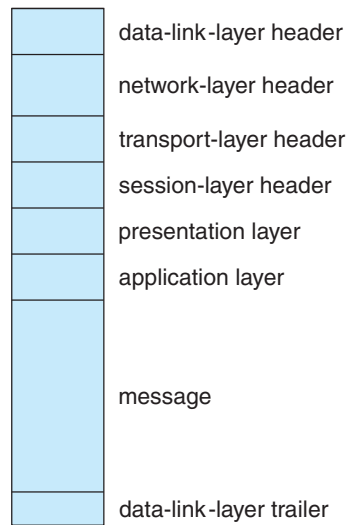 data-link-layer header
network-layer header
transport-layer header
session-layer header
presentation layer
application layer
message
data-link-layer trailer